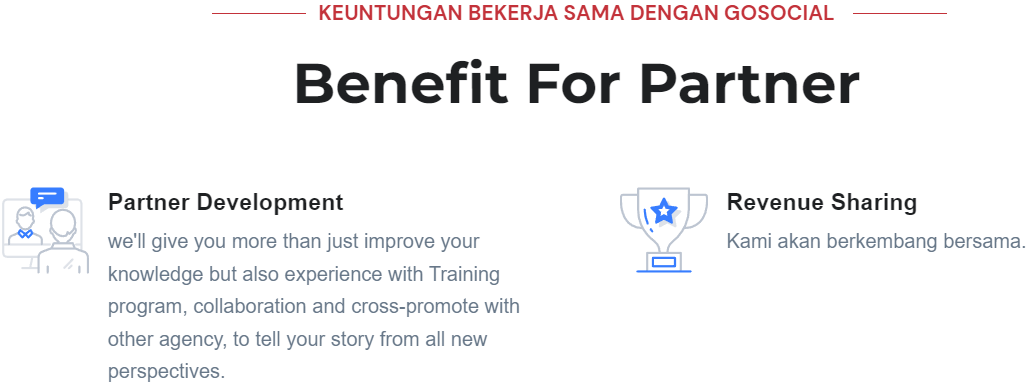 KEUNTUNGAN BEKERJA SAMA DENGAN GOSOCIAL
Benefit For Partner
Partner Development
we'll give you more than just improve your
knowledge but also experience with Training
program, collaboration and cross-promote with
other agency, to tell your story from all new
perspectives.
Revenue Sharing
Kami akan berkembang bersama.